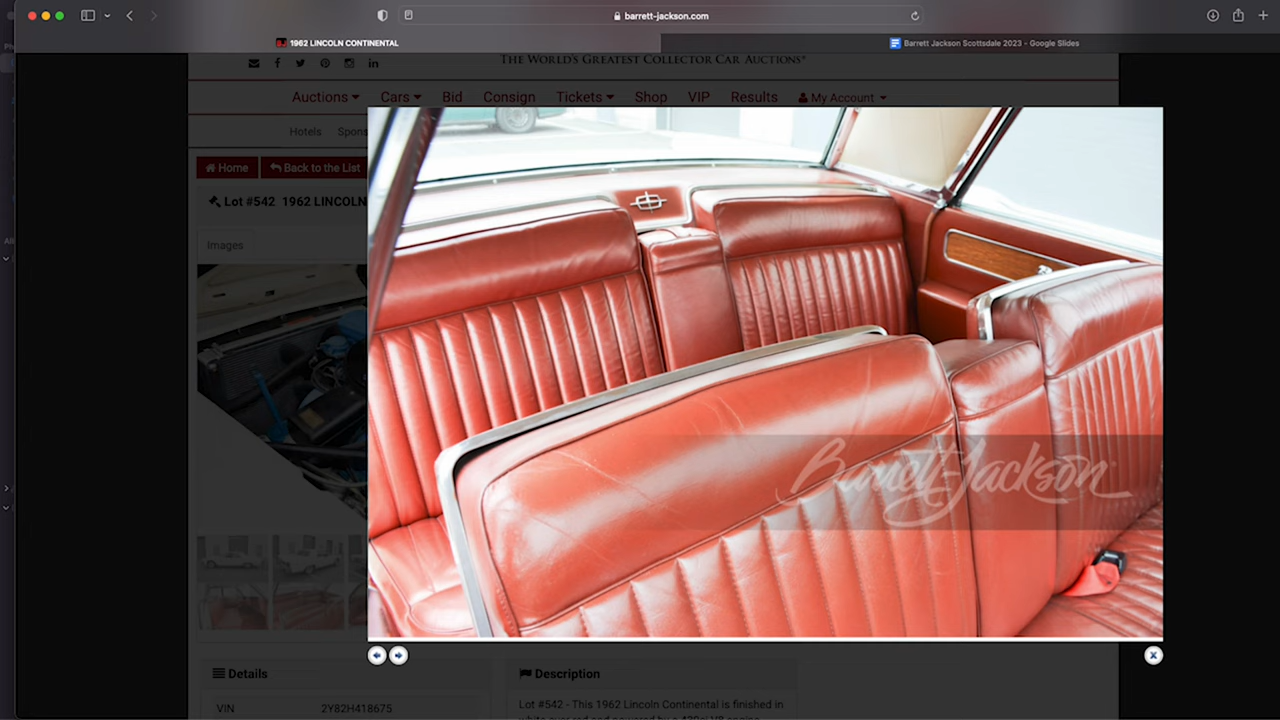 barrett-jackson.com
1962 LINCOLN CONTINENTAL
Barrett Jackson Scottsdale 2023 - Google Slides
THE WORLD'S GREATEST COLLECTOR CAR AUCTIONS®
Auctions Cars Bid Consign Tickets Shop VIP Results My Account
Hotels Spons
Home Back to the List
Lot #542 1962 LINCOLN
Images
Barrett-Jackson
Details
Description
VIN 2Y82H418675
Lot #542 - This 1962 Lincoln Continental is finished in